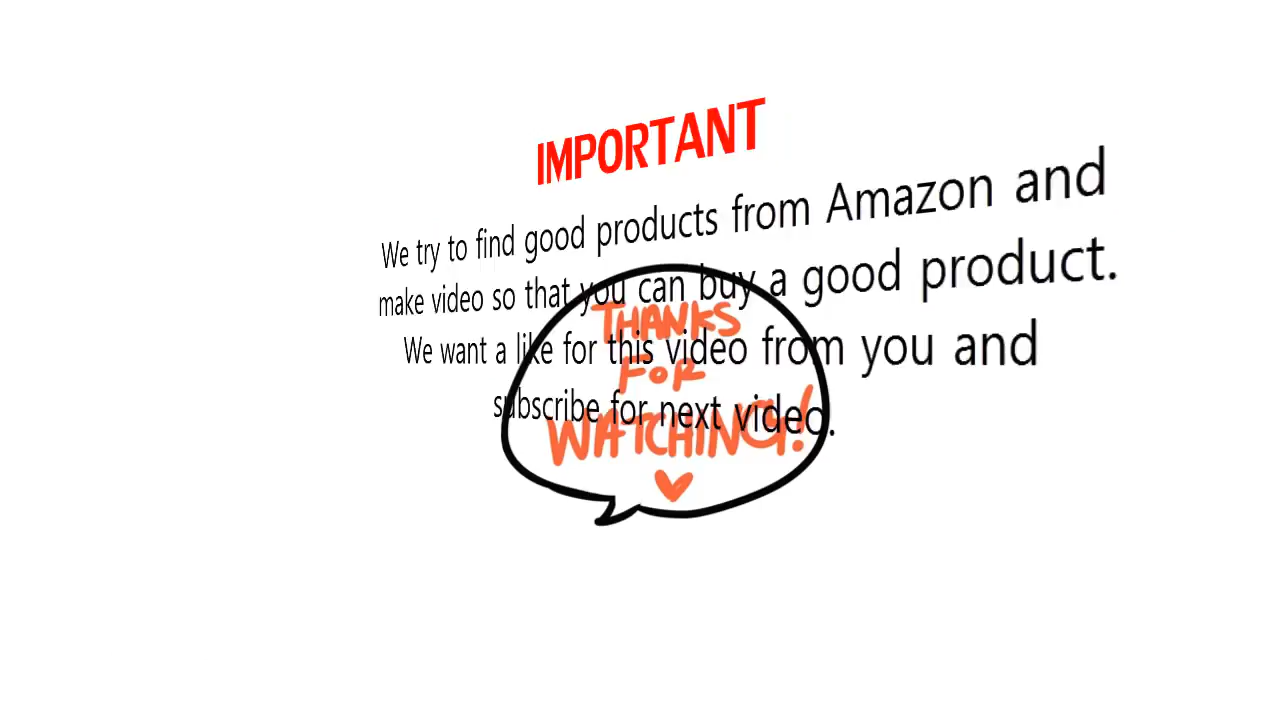 IMPORTANT
We try to find good products from Amazon and
make video so that you can buy a good product.
We want a like for this video from you and
subscribe for next video.
THANKS
FOR
WATCHING!